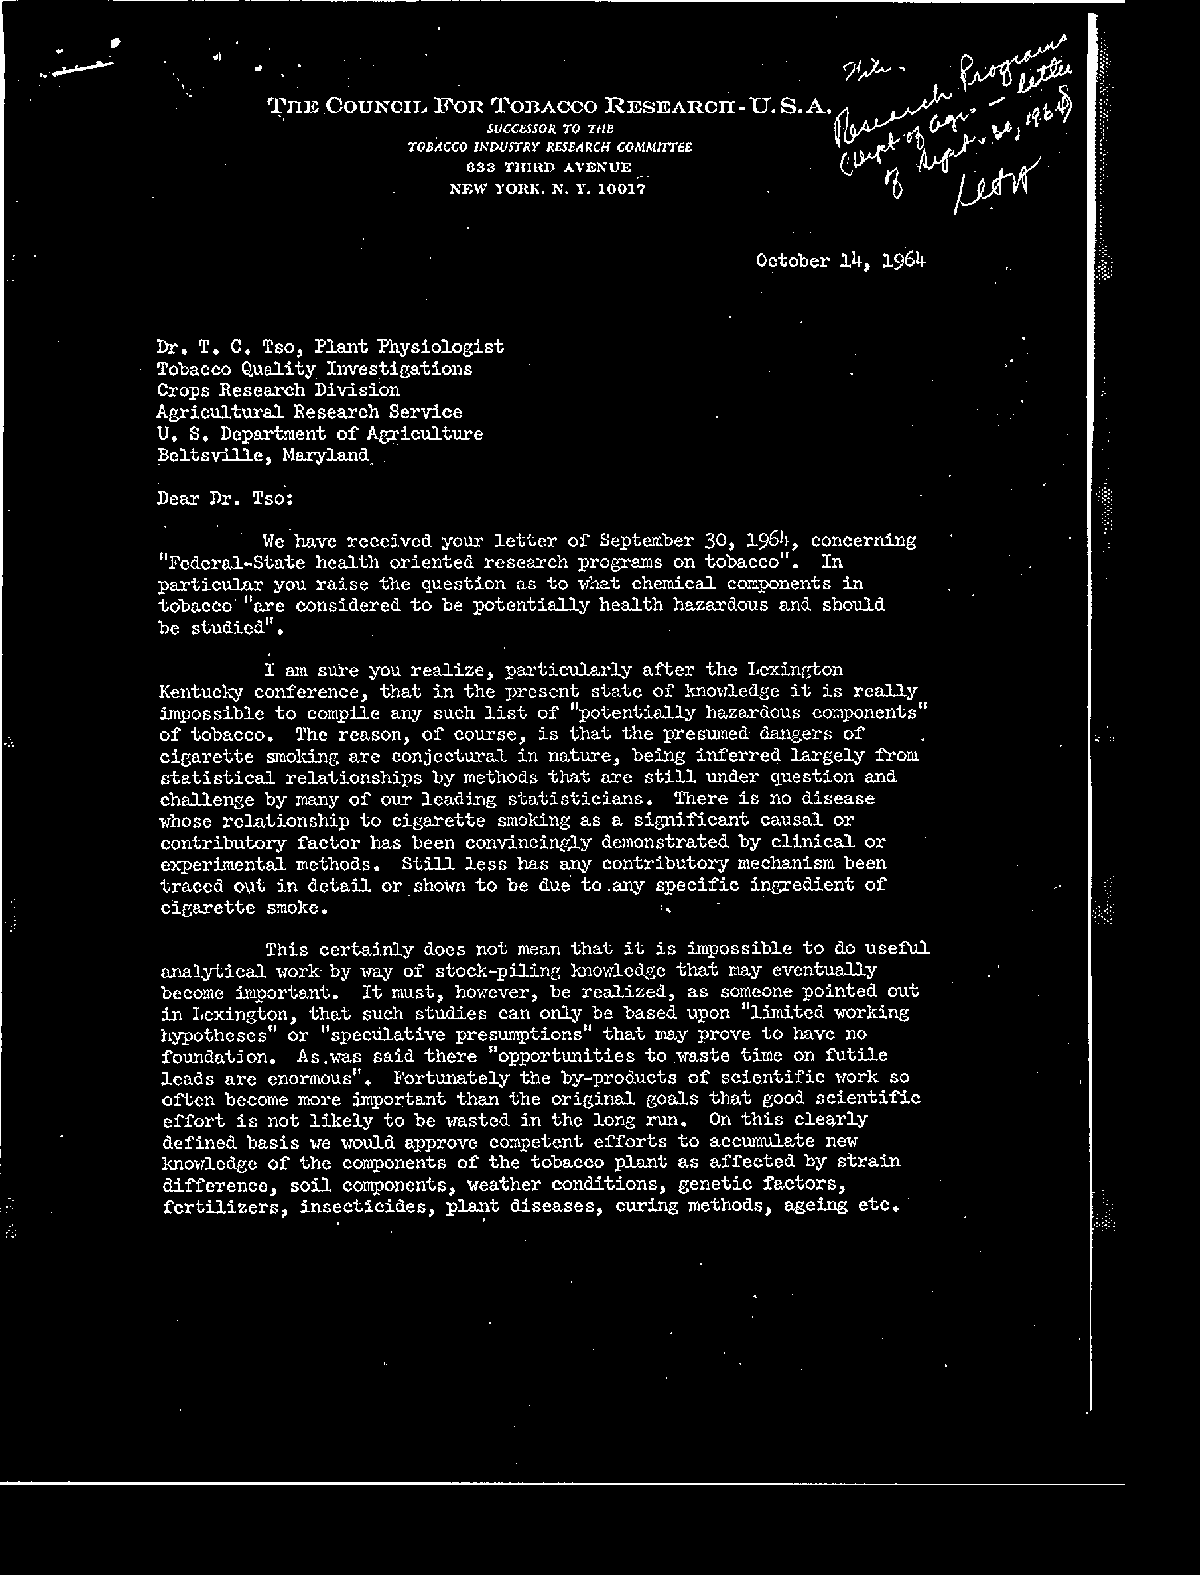 File -
Research Programs
(Dept of Agr. — letter
of Sept. 30, 1964)
THE COUNCIL FOR TOBACCO RESEARCH-U.S.A.
SUCCESSOR TO THE
TOBACCO INDUSTRY RESEARCH COMMITTEE
633 THIRD AVENUE
NEW YORK, N. Y. 10017
October 14, 1964
Dr. T. C. Tso, Plant Physiologist
Tobacco Quality Investigations
Crops Research Division
Agricultural Research Service
U. S. Department of Agriculture
Beltsville, Maryland
Dear Dr. Tso:
We have received your letter of September 30, 1964, concerning
"Federal-State health oriented research programs on tobacco". In
particular you raise the question as to what chemical components in
tobacco "are considered to be potentially health hazardous and should
be studied".
I am sure you realize, particularly after the Lexington
Kentucky conference, that in the present state of knowledge it is really
impossible to compile any such list of "potentially hazardous components"
of tobacco. The reason, of course, is that the presumed dangers of
cigarette smoking are conjectural in nature, being inferred largely from
statistical relationships by methods that are still under question and
challenge by many of our leading statisticians. There is no disease
whose relationship to cigarette smoking as a significant causal or
contributory factor has been convincingly demonstrated by clinical or
experimental methods. Still less has any contributory mechanism been
traced out in detail or shown to be due to any specific ingredient of
cigarette smoke.
This certainly does not mean that it is impossible to do useful
analytical work by way of stock-piling knowledge that may eventually
become important. It must, however, be realized, as someone pointed out
in Lexington, that such studies can only be based upon "limited working
hypotheses" or "speculative presumptions" that may prove to have no
foundation. As was said there "opportunities to waste time on futile
leads are enormous". Fortunately the by-products of scientific work so
often become more important than the original goals that good scientific
effort is not likely to be wasted in the long run. On this clearly
defined basis we would approve competent efforts to accumulate new
knowledge of the components of the tobacco plant as affected by strain
difference, soil components, weather conditions, genetic factors,
fertilizers, insecticides, plant diseases, curing methods, ageing etc.